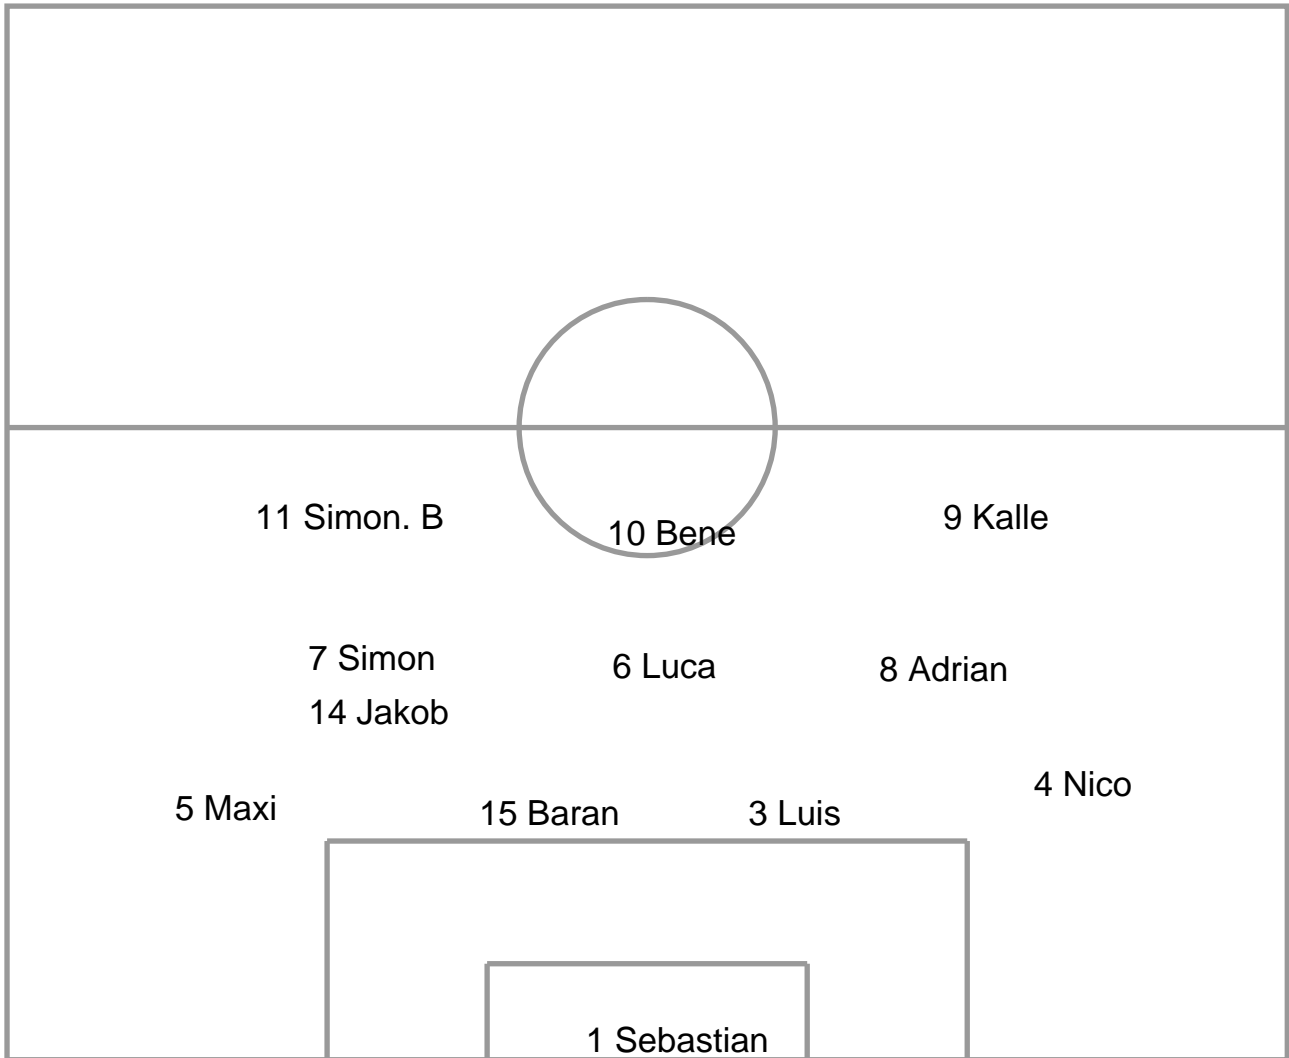 11 Simon. B
10 Bene
9 Kalle
7 Simon
6 Luca
8 Adrian
14 Jakob
5 Maxi
15 Baran
3 Luis
4 Nico
1 Sebastian